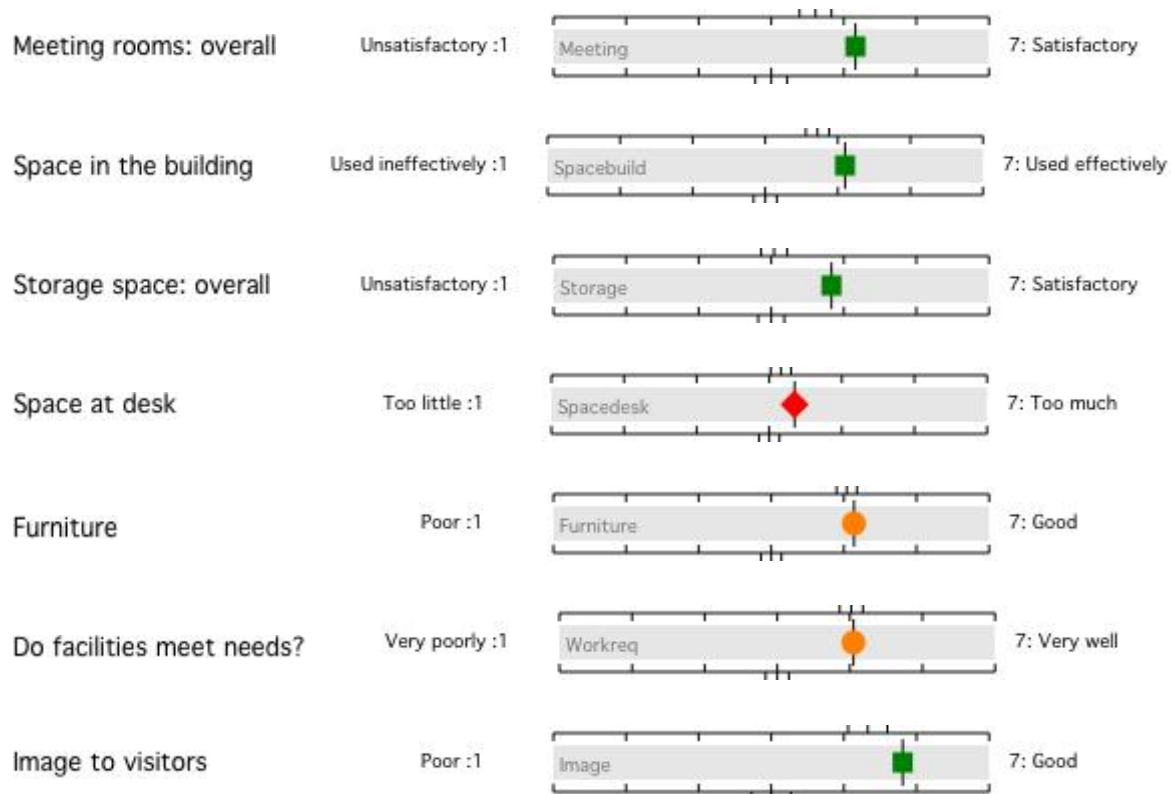 Meeting rooms: overall Unsatisfactory :1 Meeting 7: Satisfactory
Space in the building Used ineffectively :1 Spacebuild 7: Used effectively
Storage space: overall Unsatisfactory :1 Storage 7: Satisfactory
Space at desk Too little :1 Spacedesk 7: Too much
Furniture Poor :1 Furniture 7: Good
Do facilities meet needs? Very poorly :1 Workreq 7: Very well
Image to visitors Poor :1 Image 7: Good